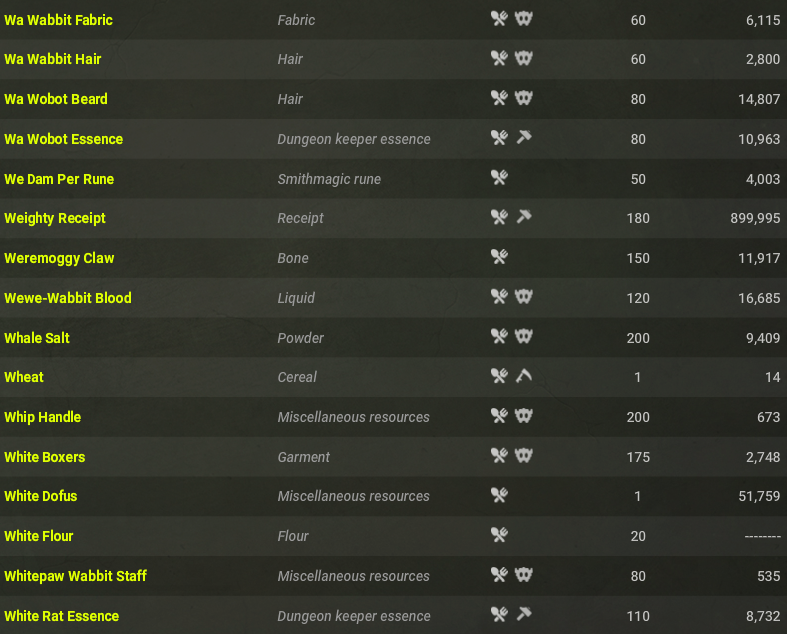 Wa Wabbit Fabric Fabric 60 6,115
Wa Wabbit Hair Hair 60 2,800
Wa Wobot Beard Hair 80 14,807
Wa Wobot Essence Dungeon keeper essence 80 10,963
We Dam Per Rune Smithmagic rune 50 4,003
Weighty Receipt Receipt 180 899,995
Weremoggy Claw Bone 150 11,917
Wewe-Wabbit Blood Liquid 120 16,685
Whale Salt Powder 200 9,409
Wheat Cereal 1 14
Whip Handle Miscellaneous resources 200 673
White Boxers Garment 175 2,748
White Dofus Miscellaneous resources 1 51,759
White Flour Flour 20 --------
Whitepaw Wabbit Staff Miscellaneous resources 80 535
White Rat Essence Dungeon keeper essence 110 8,732